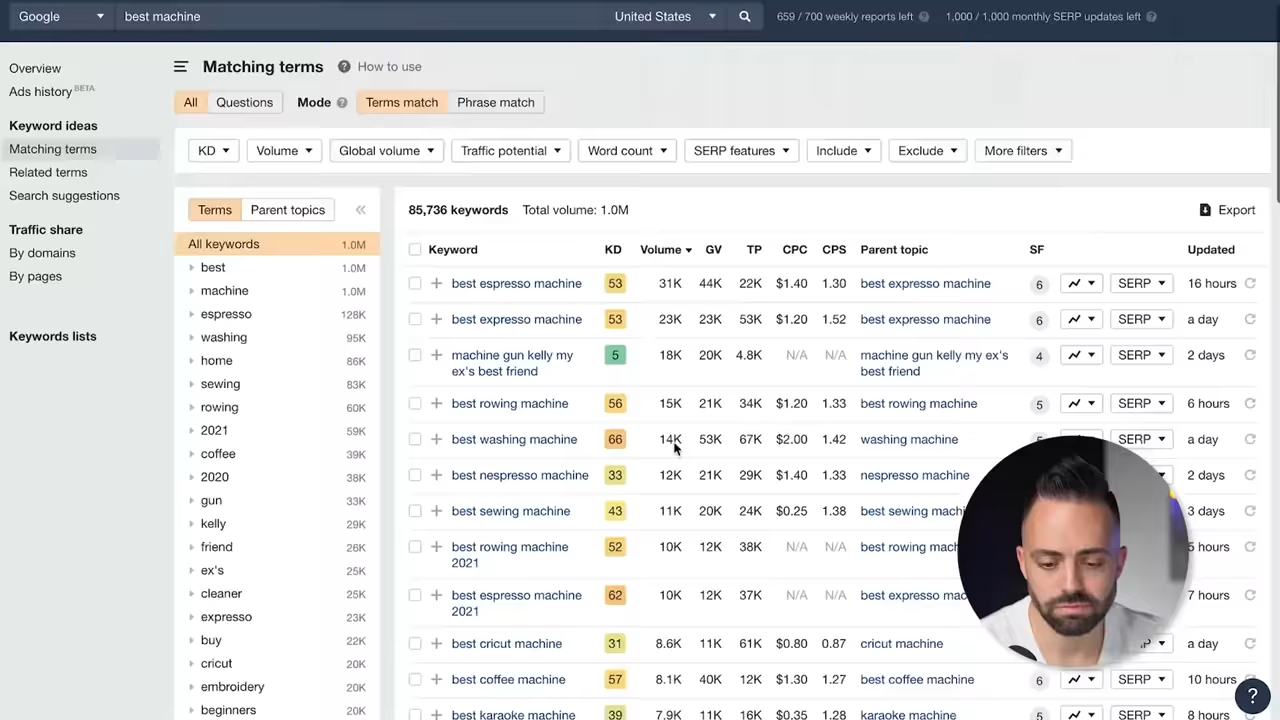 Google best machine United States 659 / 700 weekly reports left ? 1,000 / 1,000 monthly SERP updates left ?
Overview
Ads history BETA
Keyword ideas
Matching terms
Related terms
Search suggestions
Traffic share
By domains
By pages
Keywords lists
Matching terms ? How to use
All Questions Mode ? Terms match Phrase match
KD Volume Global volume Traffic potential Word count SERP features Include Exclude More filters
Terms Parent topics
All keywords 1.0M
best 1.0M
machine 1.0M
espresso 128K
washing 95K
home 86K
sewing 83K
rowing 60K
2021 59K
coffee 39K
2020 38K
gun 33K
kelly 29K
friend 26K
ex's 25K
cleaner 25K
expresso 23K
buy 22K
cricut 20K
embroidery 20K
beginners 20K
85,736 keywords Total volume: 1.0M Export
Keyword KD Volume GV TP CPC CPS Parent topic SF Updated
best espresso machine 53 31K 44K 22K $1.40 1.30 best expresso machine 6 SERP 16 hours
best expresso machine 53 23K 23K 53K $1.20 1.52 best expresso machine 6 SERP a day
machine gun kelly my 5 18K 20K 4.8K N/A N/A machine gun kelly my ex's 4 SERP 2 days
ex's best friend best friend
best rowing machine 56 15K 21K 34K $1.20 1.33 best rowing machine 5 SERP 6 hours
best washing machine 66 14K 53K 67K $2.00 1.42 washing machine SERP a day
best nespresso machine 33 12K 21K 29K $1.40 1.33 nespresso machine 2 days
best sewing machine 43 11K 20K 24K $0.25 1.38 best sewing 3 days
best rowing machine 52 10K 12K 38K N/A N/A best rowing hours
2021
best espresso machine 62 10K 12K 37K N/A N/A best expresso hours
2021
best cricut machine 31 8.6K 11K 61K $0.80 0.87 cricut machine a day
best coffee machine 57 8.1K 40K 12K $1.30 1.27 best coffee machine 6 SERP 10 hours
best karaoke machine 39 7.9K 11K 16K $0.35 1.28 karaoke machine 5 SERP 8 hours
?